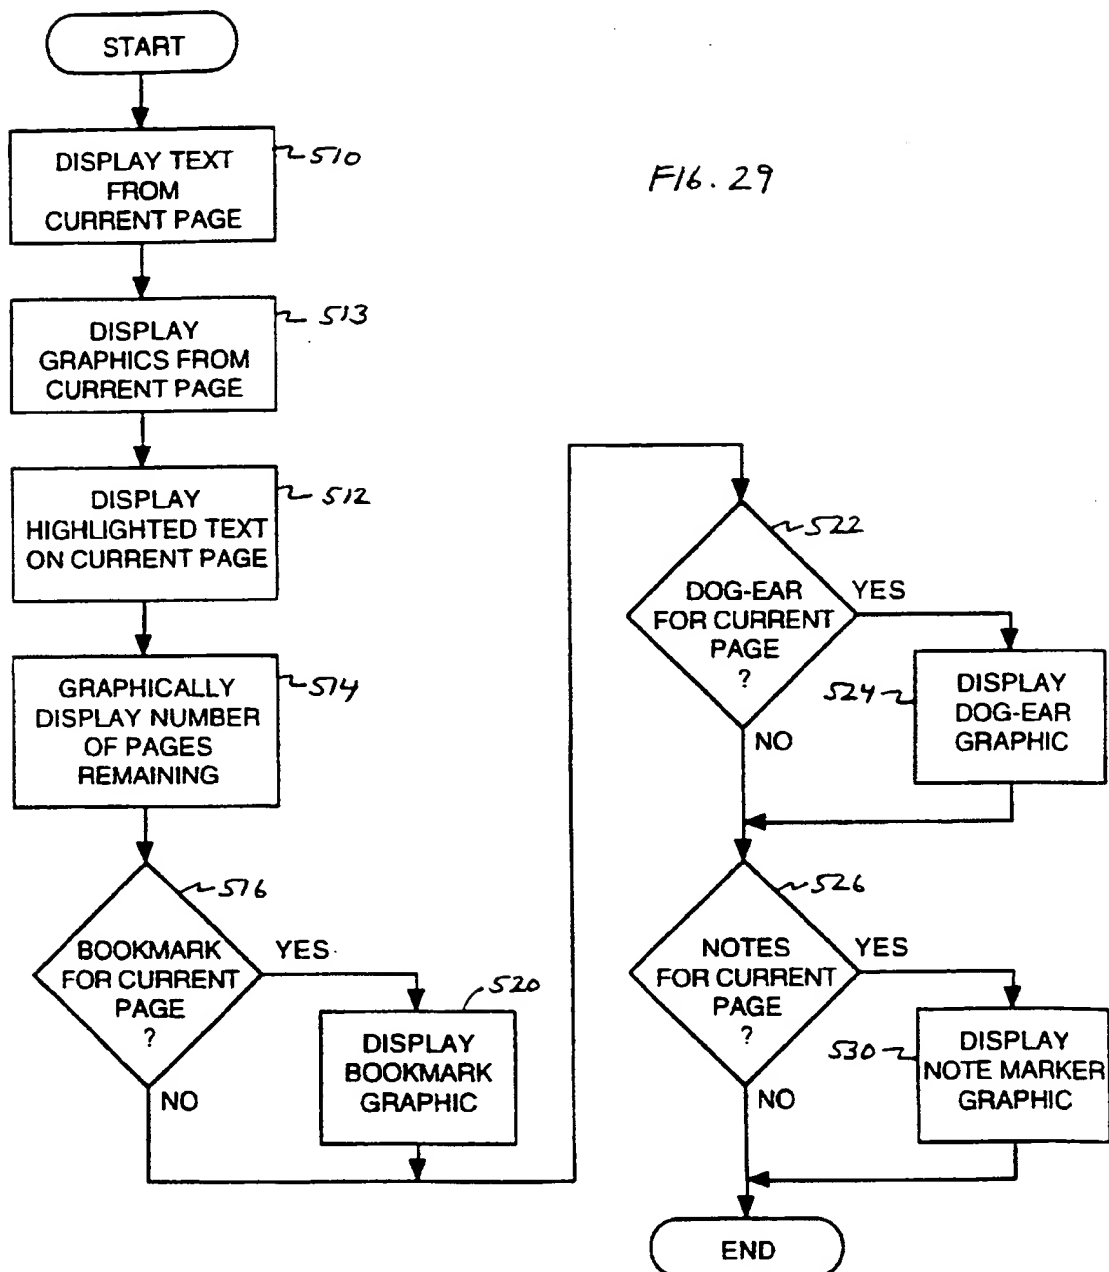 START
DISPLAY TEXT
FROM
CURRENT PAGE
510
DISPLAY
GRAPHICS FROM
CURRENT PAGE
513
DISPLAY
HIGHLIGHTED TEXT
ON CURRENT PAGE
512
GRAPHICALLY
DISPLAY NUMBER
OF PAGES
REMAINING
514
BOOKMARK
FOR CURRENT
PAGE
?
516
YES
NO
520
DISPLAY
BOOKMARK
GRAPHIC
FIG. 29
522
DOG-EAR
FOR CURRENT
PAGE
?
YES
NO
524
DISPLAY
DOG-EAR
GRAPHIC
526
NOTES
FOR CURRENT
PAGE
?
YES
NO
530
DISPLAY
NOTE MARKER
GRAPHIC
END